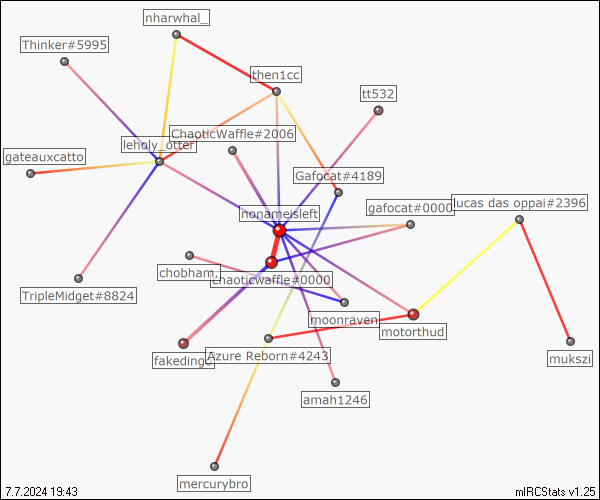 nharwhal_
Thinker#5995
then1cc
tt532
ChaoticWaffle#2006
leholy_otter
gateauxcatto
Gafocat#4189
lucas das oppai#2396
gafocat#0000
nonameisleft
chobham.
chaoticwaffle#0000
TripleMidget#8824
moonraven
motorthud
fakedingo
Azure Reborn#4243
mukszi
amah1246
mercurybro
7.7.2024 19:43
mIRCStats v1.25